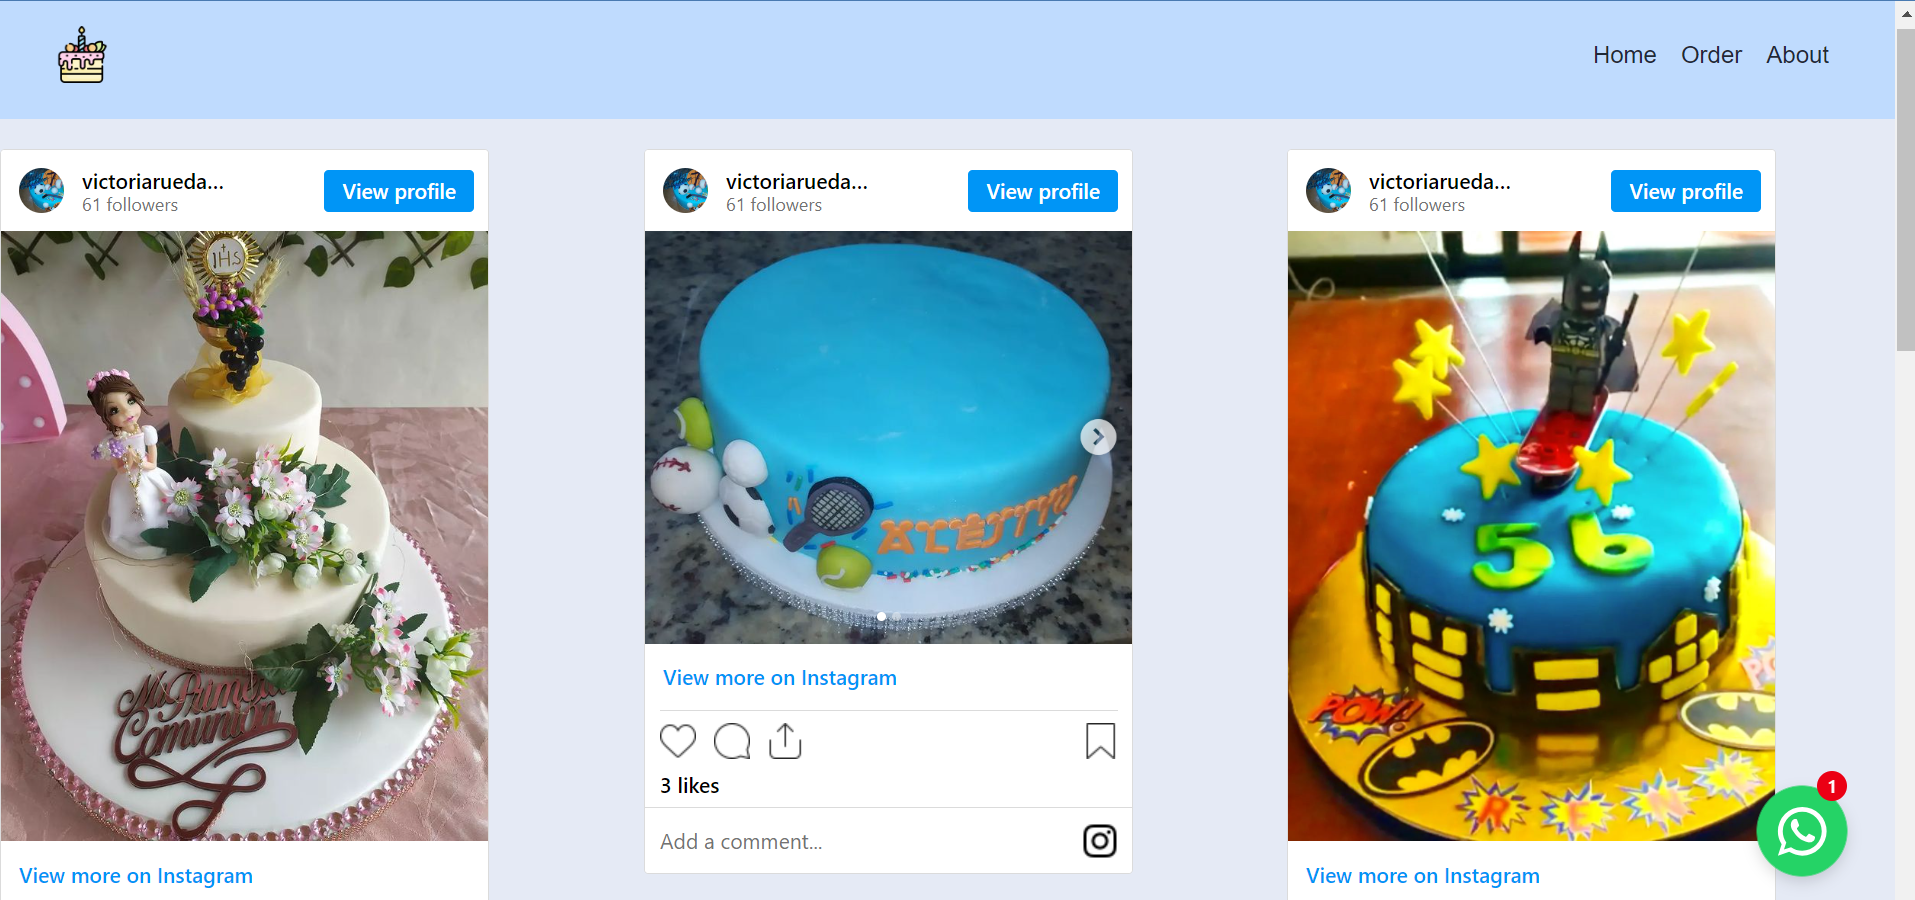 Home Order About
victoriarueda...
61 followers
View profile
IHS
Mi Primera
Comunion
View more on Instagram
victoriarueda...
61 followers
View profile
ALEJITO
View more on Instagram
3 likes
Add a comment...
victoriarueda...
61 followers
View profile
56
POW!
R E N E
View more on Instagram
1